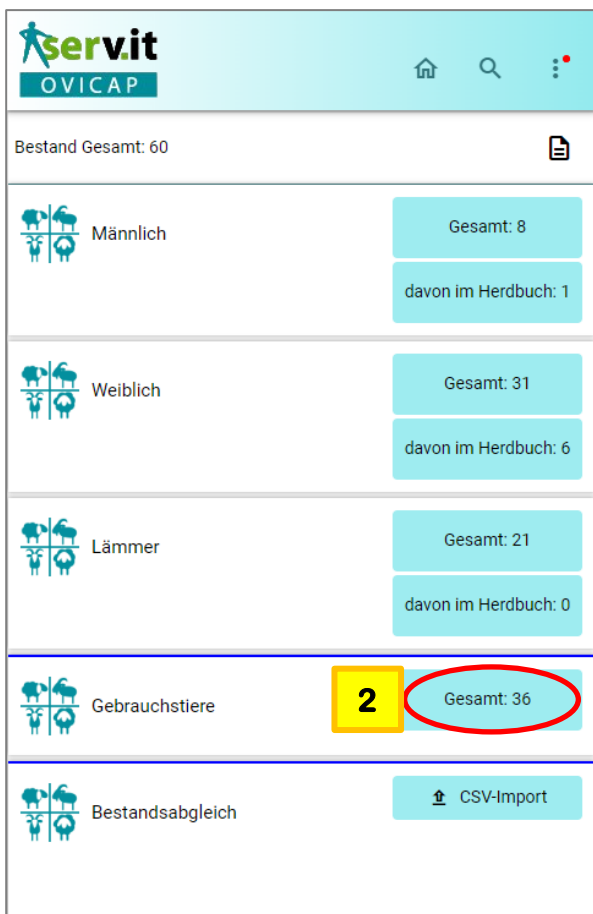 serv.it
OVICAP
Bestand Gesamt: 60
Männlich
Gesamt: 8
davon im Herdbuch: 1
Weiblich
Gesamt: 31
davon im Herdbuch: 6
Lämmer
Gesamt: 21
davon im Herdbuch: 0
Gebrauchstiere
2
Gesamt: 36
Bestandsabgleich
CSV-Import